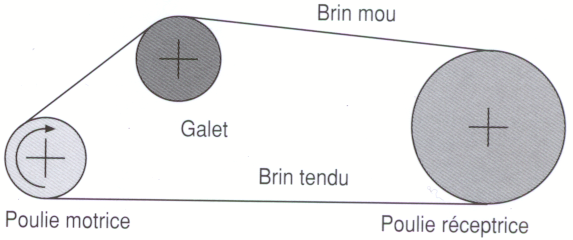 Brin mou
Galet
Brin tendu
Poulie motrice
Poulie réceptrice